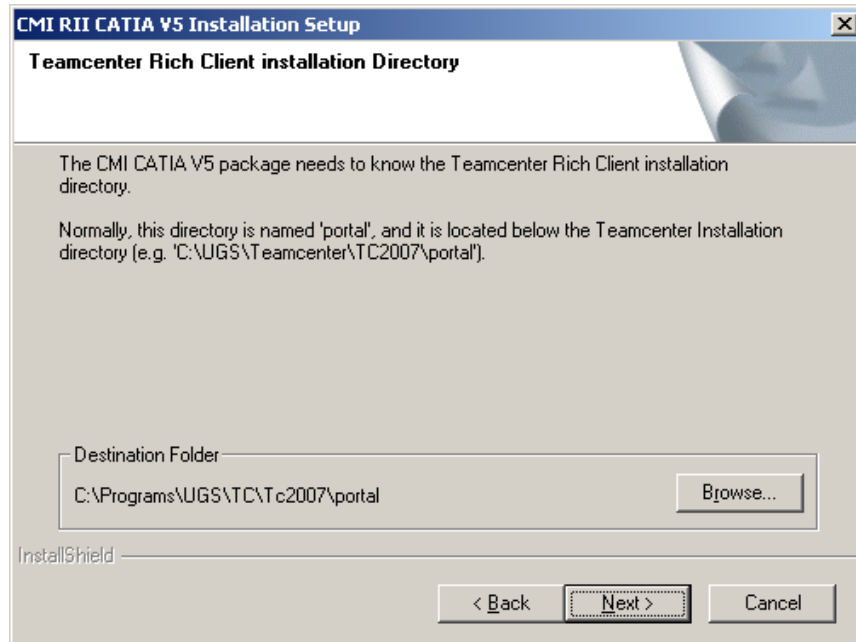 CMI RII CATIA V5 Installation Setup
Teamcenter Rich Client installation Directory
The CMI CATIA V5 package needs to know the Teamcenter Rich Client installation
directory.
Normally, this directory is named 'portal', and it is located below the Teamcenter Installation
directory (e.g. 'C:\UGS\Teamcenter\TC2007\portal').
Destination Folder
C:\Programs\UGS\TC\Tc2007\portal
Browse...
InstallShield
< Back
Next >
Cancel